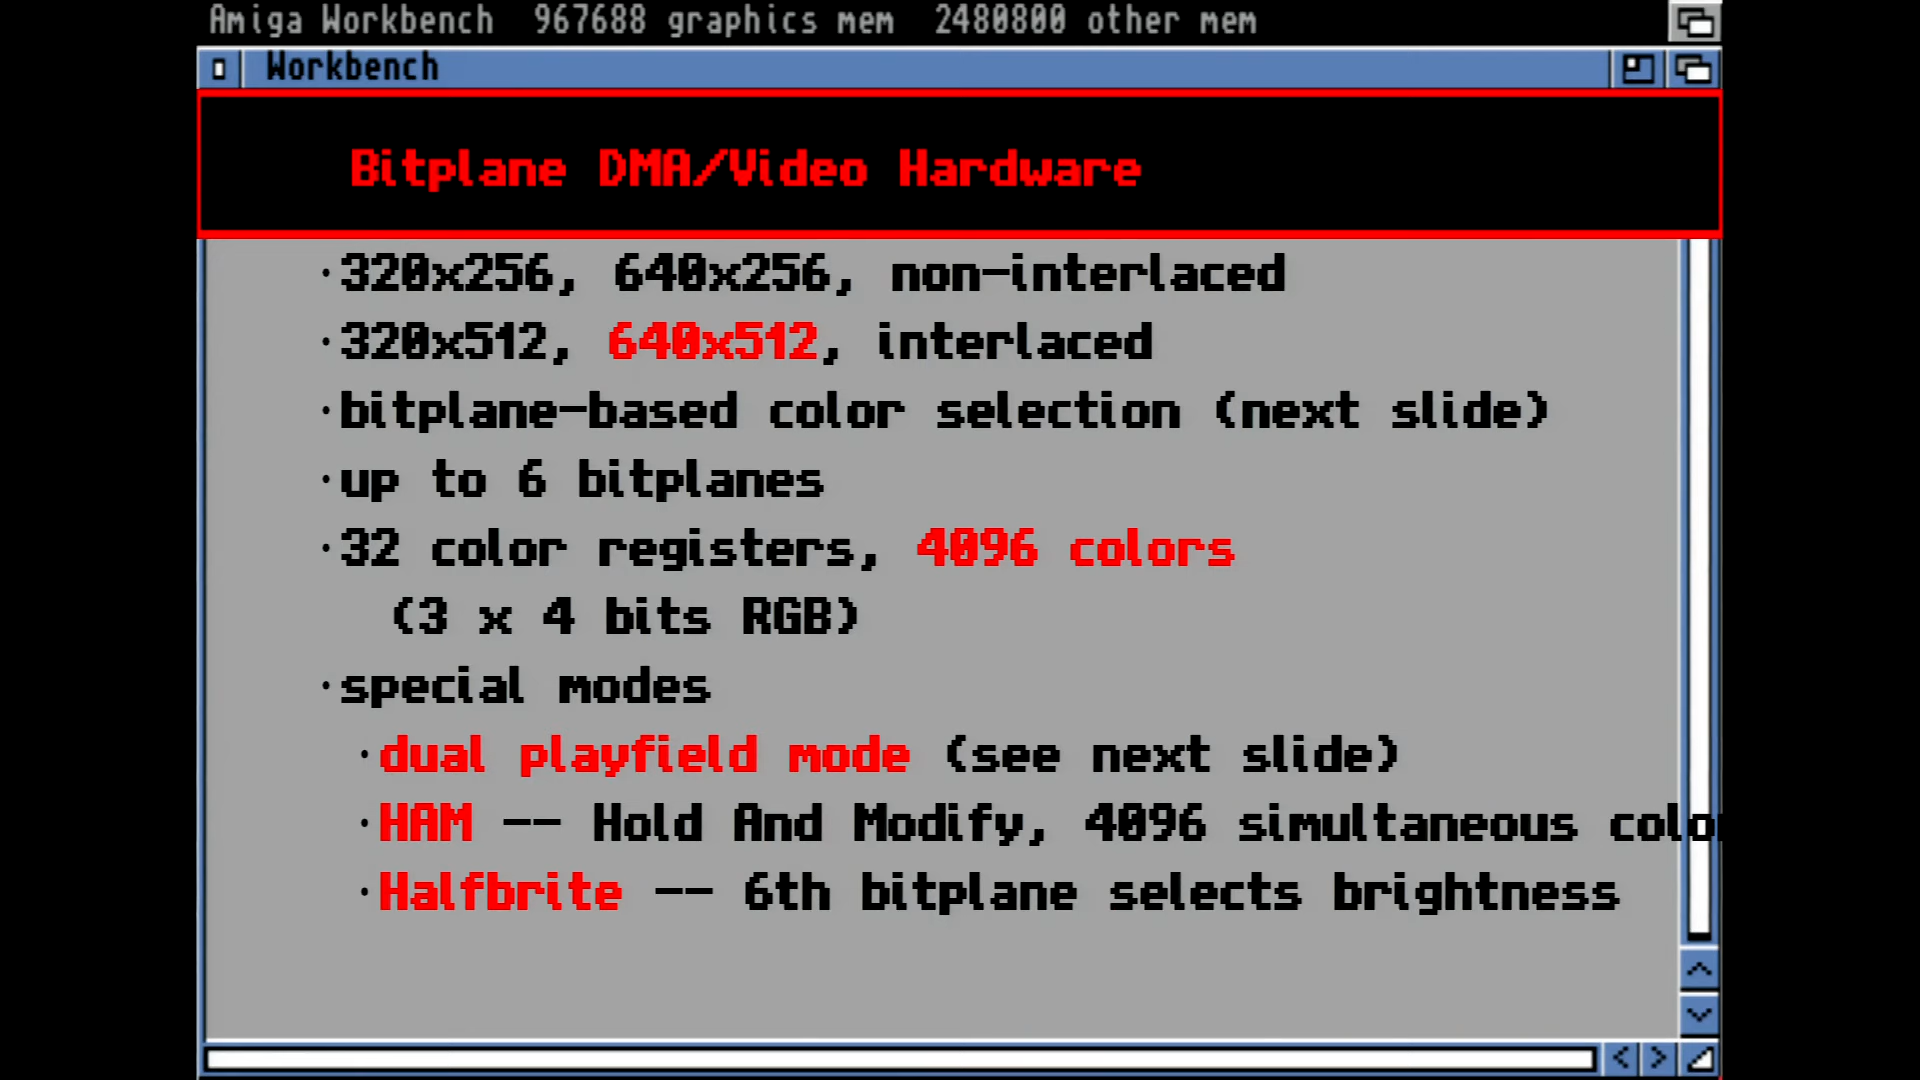 Amiga Workbench 967688 graphics mem 2480800 other mem
Workbench
Bitplane DMA/Video Hardware
·320x256, 640x256, non-interlaced
·320x512, 640x512, interlaced
·bitplane-based color selection (next slide)
·up to 6 bitplanes
·32 color registers, 4096 colors
(3 x 4 bits RGB)
·special modes
·dual playfield mode (see next slide)
·HAM -- Hold And Modify, 4096 simultaneous colo
·Halfbrite -- 6th bitplane selects brightness